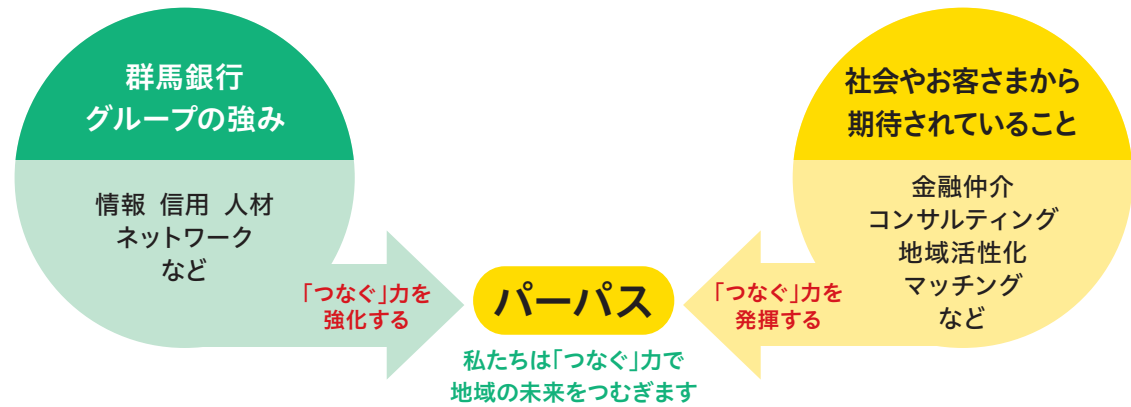 群馬銀行
グループの強み
情報 信用 人材
ネットワーク
など
「つなぐ」力を
強化する
パーパス
私たちは「つなぐ」力で
地域の未来をつむぎます
「つなぐ」力を
発揮する
社会やお客さまから
期待されていること
金融仲介
コンサルティング
地域活性化
マッチング
など